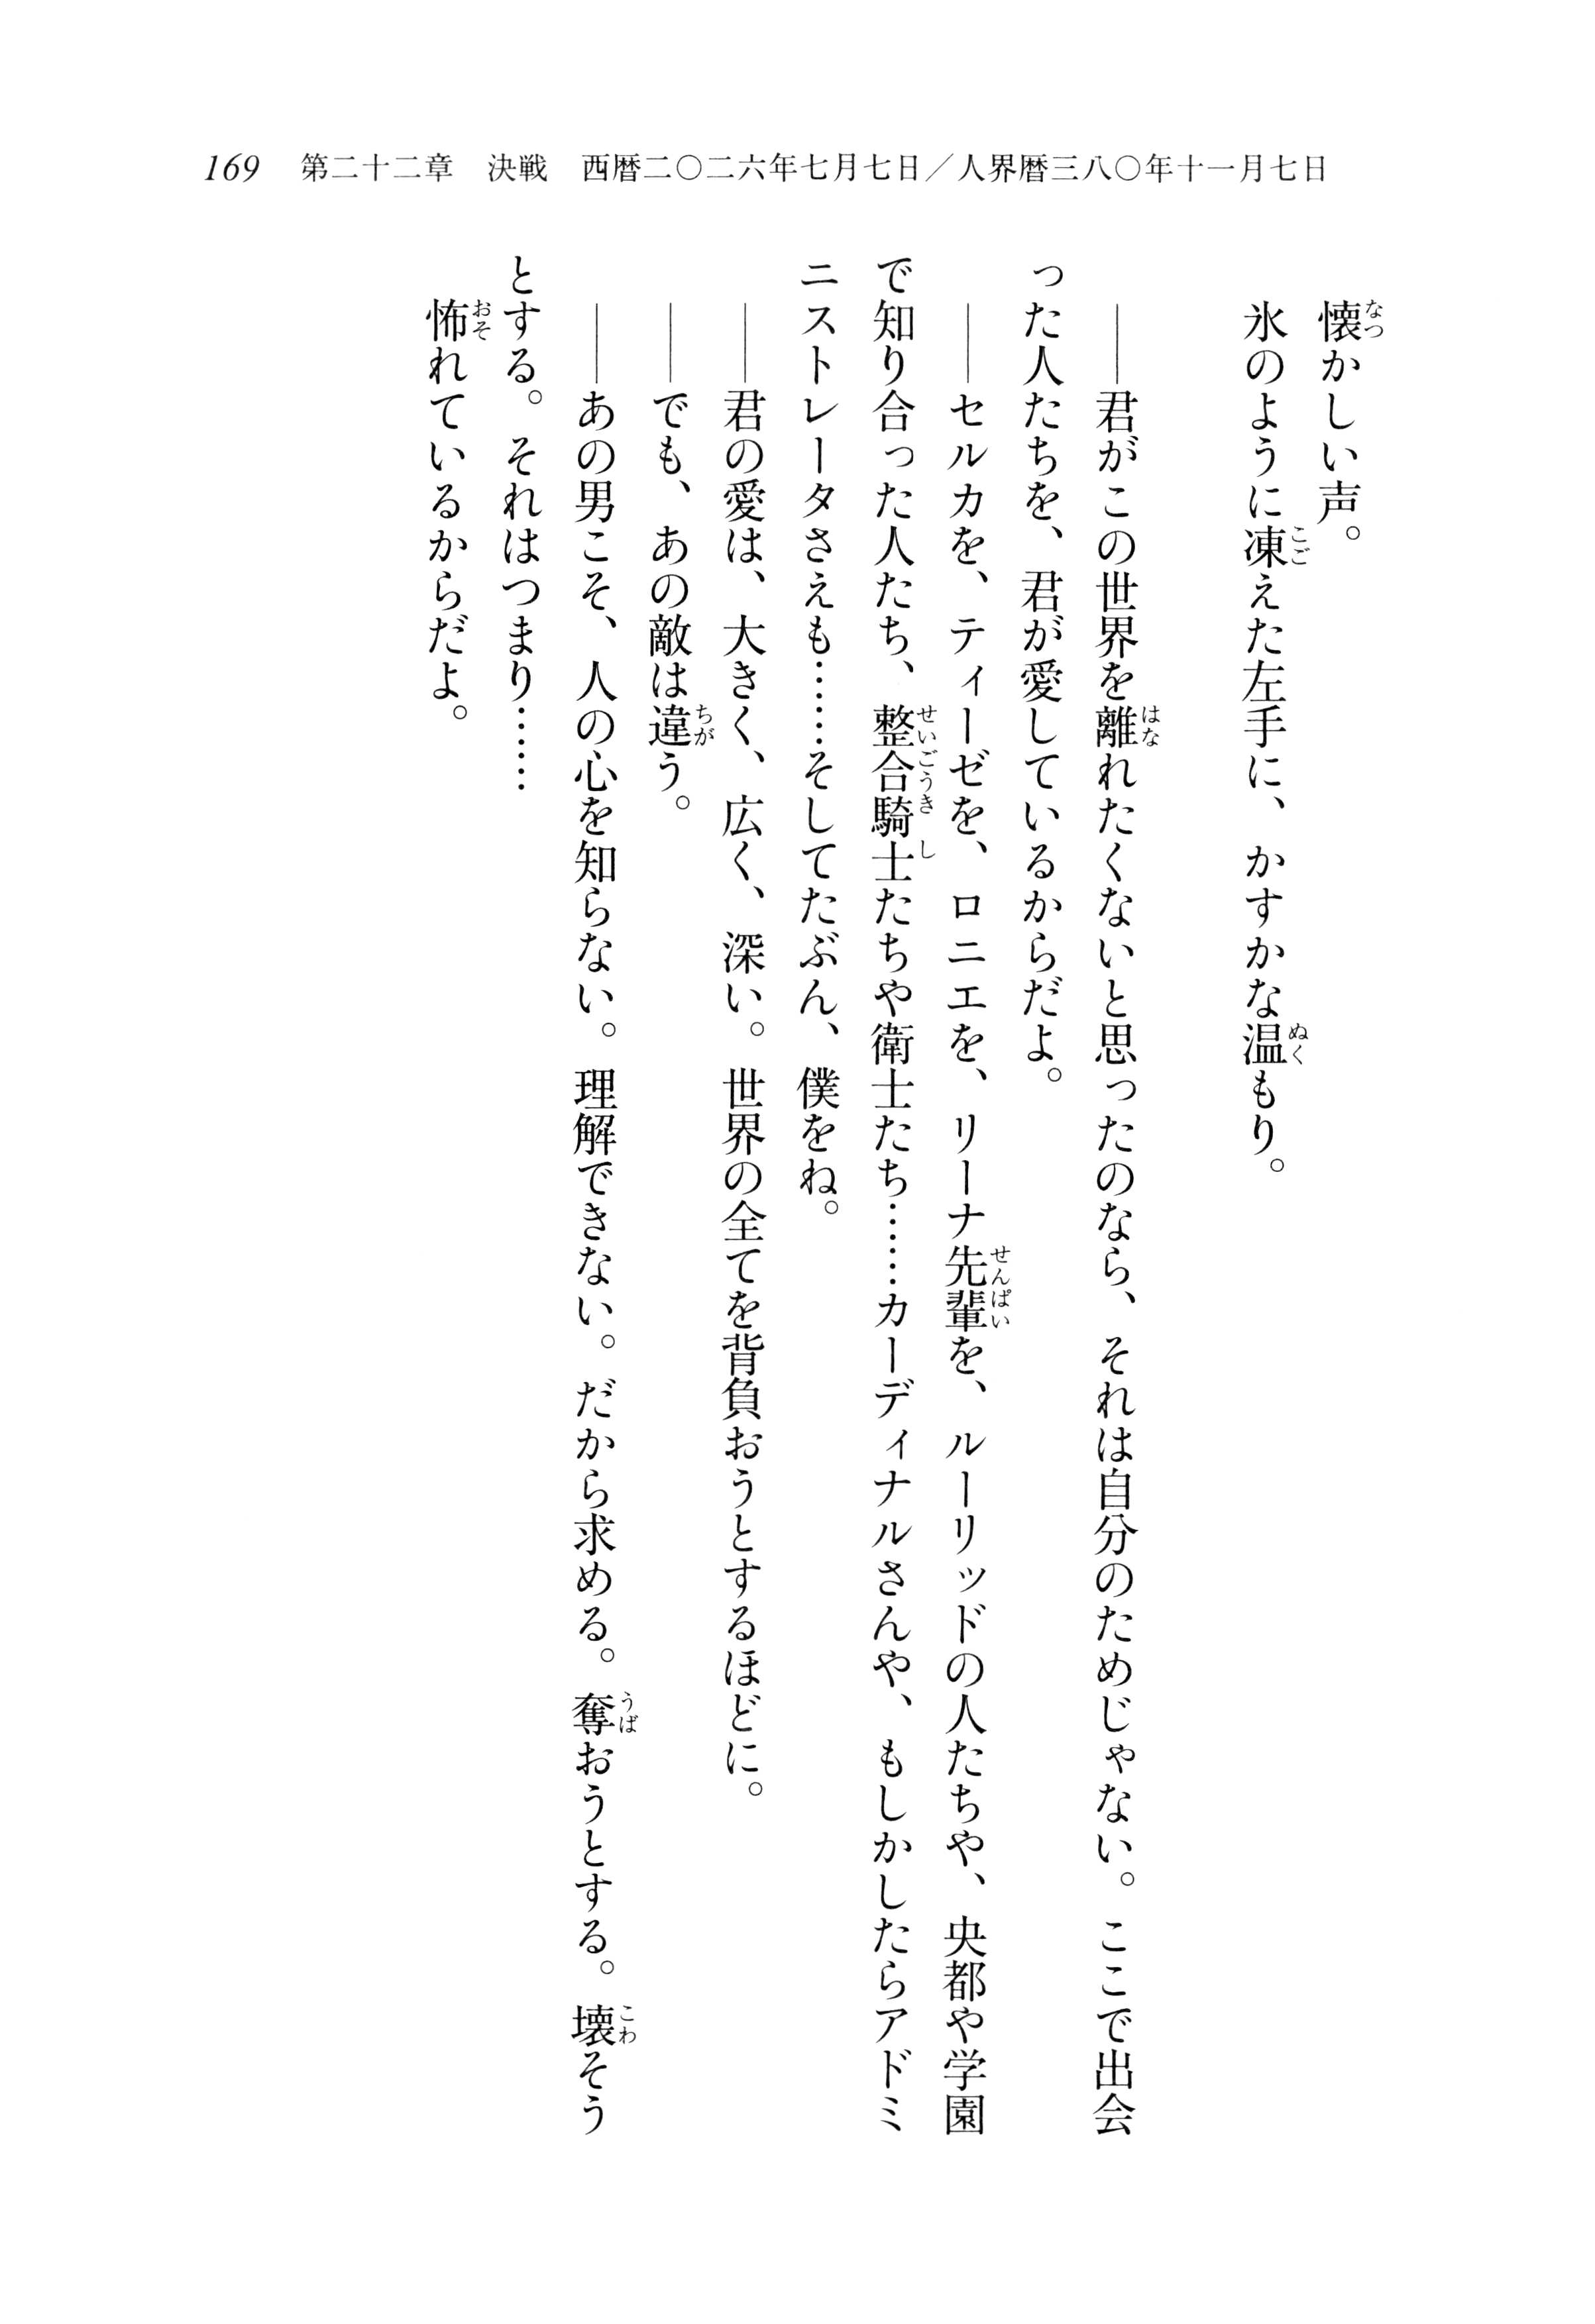 169　第二十二章　決戦　西暦二〇二六年七月七日／人界暦三八〇年十一月七日
懐かしい声。
氷のように凍えた左手に、かすかな温もり。
――君がこの世界を離れたくないと思ったのなら、それは自分のためじゃない。ここで出会
った人たちを、君が愛しているからだよ。
――セルカを、ティーゼを、ロニエを、リーナ先輩を、ルーリッドの人たちや、央都や学園
で知り合った人たち、整合騎士たちや衛士たち……カーディナルさんや、もしかしたらアドミ
ニストレータさえも……そしてたぶん、僕をね。
――君の愛は、大きく、広く、深い。世界の全てを背負おうとするほどに。
――でも、あの敵は違う。
――あの男こそ、人の心を知らない。理解できない。だから求める。奪おうとする。壊そう
とする。それはつまり……
怖れているからだよ。